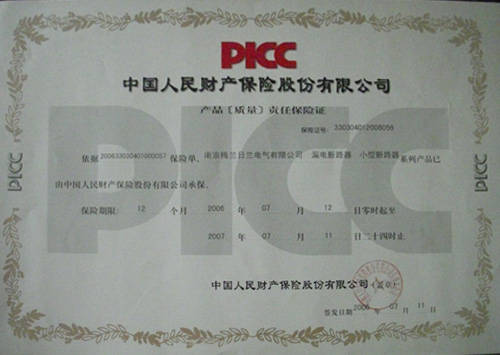 PICC
中国人民财产保险股份有限公司
产品〔质量〕责任保险证
保险证号: 330304012006056
依据 200633030401000057 保险单, 南京梅兰日兰电气有限公司 漏电断路器 小型断路器 系列产品已
由中国人民财产保险股份有限公司承保。
保险期限: 12 个月 2006 年 07 月 12 日零时起至
2007 年 07 月 11 日二十四时止
中国人民财产保险股份有限公司(盖章)
签发日期 2006 07 月 11 日
PICC
PICC
PICC